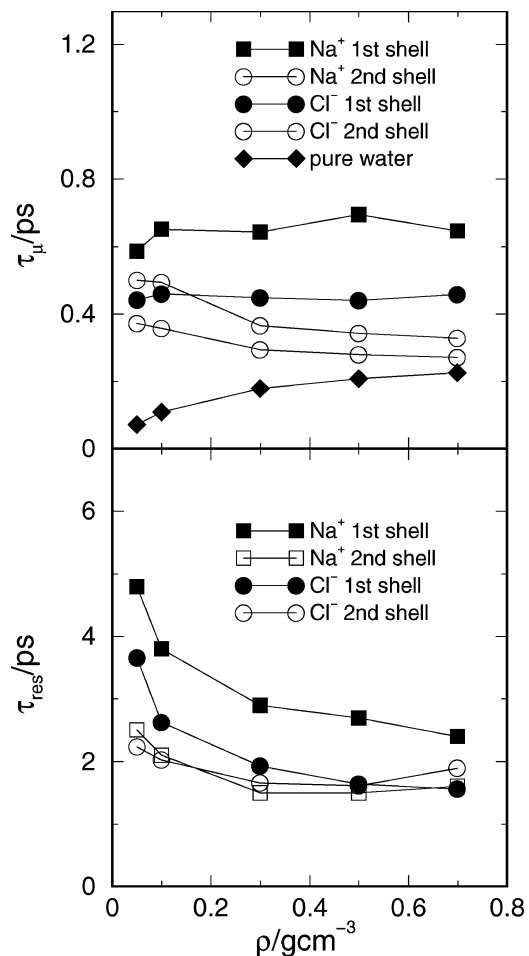 1.2
Na⁺ 1st shell
Na⁺ 2nd shell
Cl⁻ 1st shell
Cl⁻ 2nd shell
pure water
0.8
τμ/ps
0.4
0
6
Na⁺ 1st shell
Na⁺ 2nd shell
Cl⁻ 1st shell
Cl⁻ 2nd shell
4
τres/ps
2
0
0 0.2 0.4 0.6 0.8
ρ/gcm⁻³